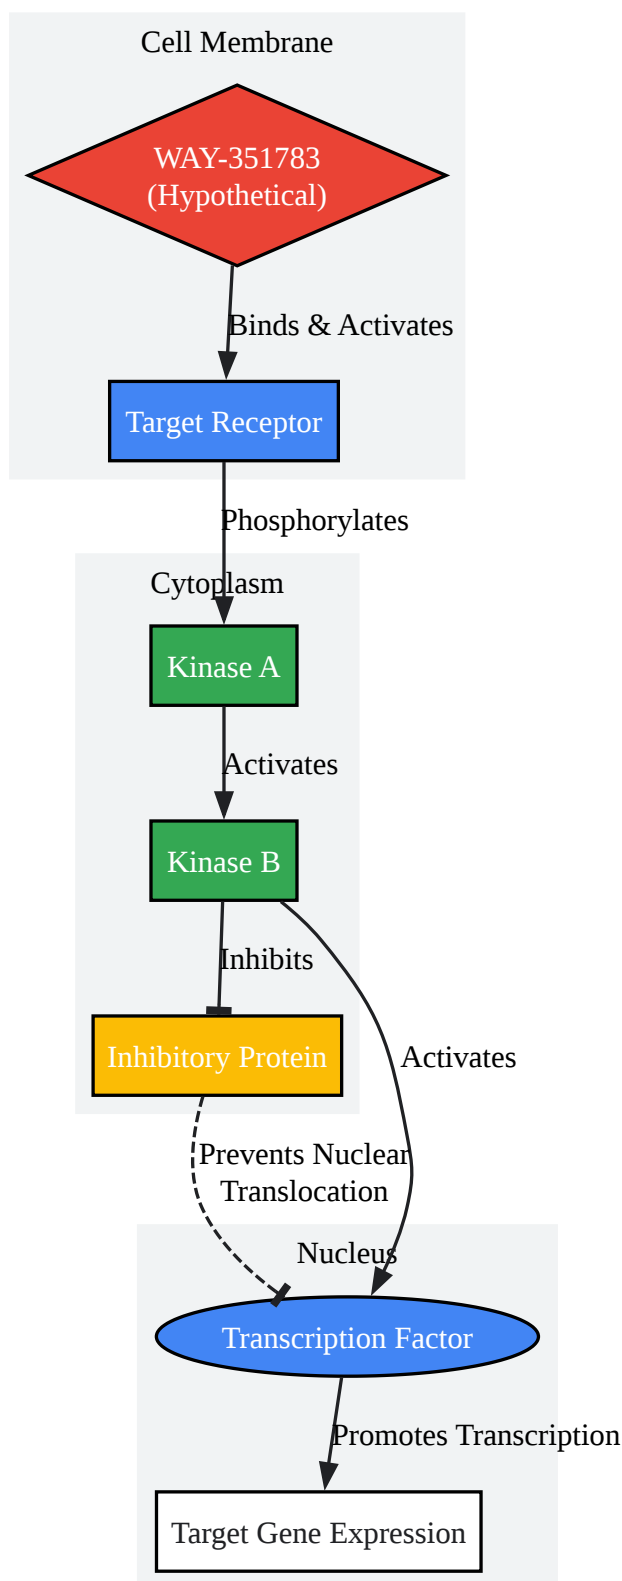 Cell Membrane
WAY-351783
(Hypothetical)
Binds & Activates
Target Receptor
Phosphorylates
Cytoplasm
Kinase A
Activates
Kinase B
Inhibits
Inhibitory Protein
Activates
Prevents Nuclear
Translocation
Nucleus
Transcription Factor
Promotes Transcription
Target Gene Expression